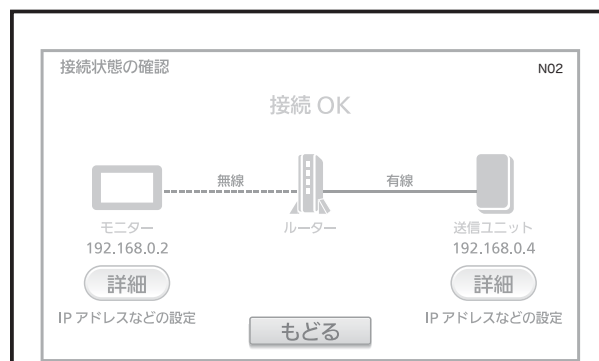 接続状態の確認
N02
接続 OK
無線
有線
モニター
ルーター
送信ユニット
192.168.0.2
192.168.0.4
詳細
詳細
IP アドレスなどの設定
IP アドレスなどの設定
もどる